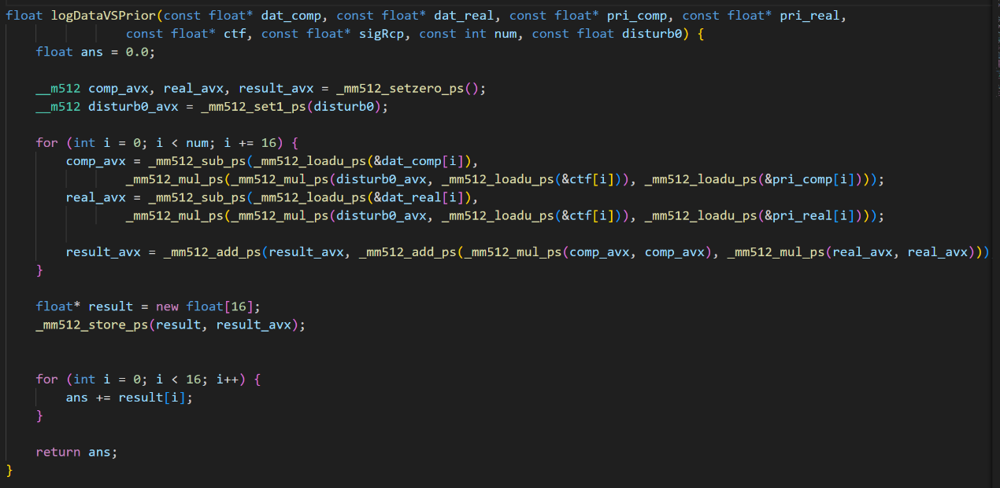 float logDataVSPrior(const float* dat_comp, const float* dat_real, const float* pri_comp, const float* pri_real,
const float* ctf, const float* sigRcp, const int num, const float disturb0) {
float ans = 0.0;
__m512 comp_avx, real_avx, result_avx = _mm512_setzero_ps();
__m512 disturb0_avx = _mm512_set1_ps(disturb0);
for (int i = 0; i < num; i += 16) {
comp_avx = _mm512_sub_ps(_mm512_loadu_ps(&dat_comp[i]),
_mm512_mul_ps(_mm512_mul_ps(disturb0_avx, _mm512_loadu_ps(&ctf[i])), _mm512_loadu_ps(&pri_comp[i])));
real_avx = _mm512_sub_ps(_mm512_loadu_ps(&dat_real[i]),
_mm512_mul_ps(_mm512_mul_ps(disturb0_avx, _mm512_loadu_ps(&ctf[i])), _mm512_loadu_ps(&pri_real[i])));
result_avx = _mm512_add_ps(result_avx, _mm512_add_ps(_mm512_mul_ps(comp_avx, comp_avx), _mm512_mul_ps(real_avx, real_avx)))
}
float* result = new float[16];
_mm512_store_ps(result, result_avx);
for (int i = 0; i < 16; i++) {
ans += result[i];
}
return ans;
}